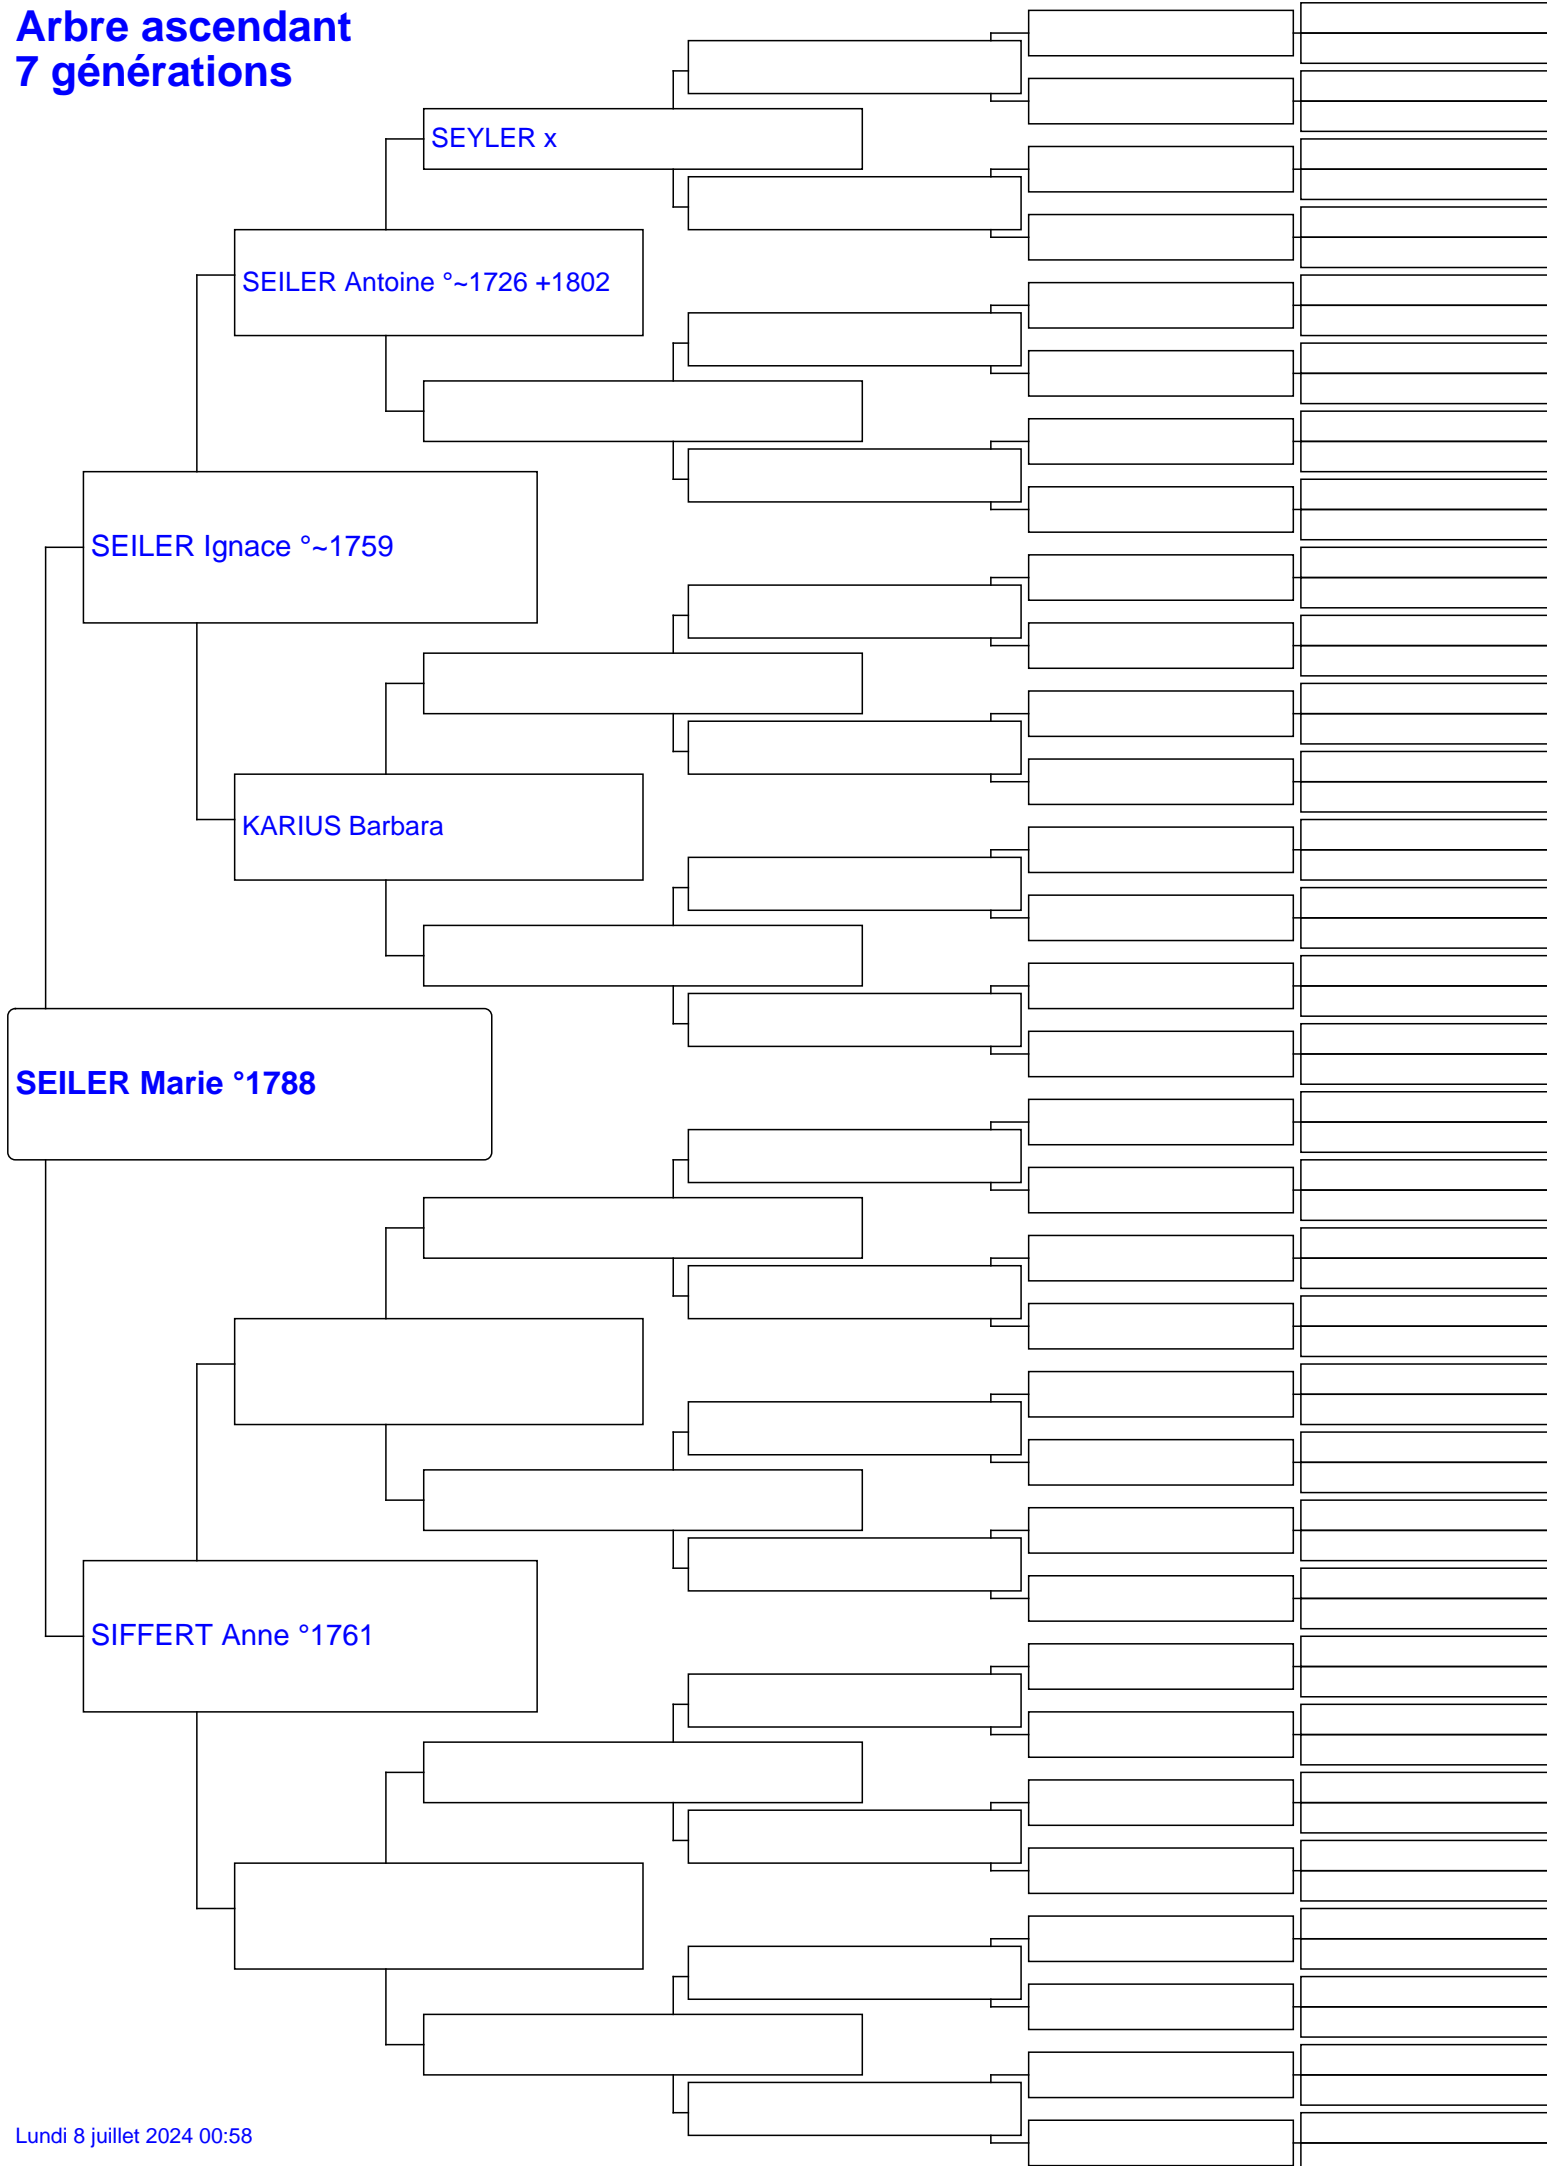 Arbre ascendant
7 générations
SEYLER x
SEILER Antoine °~1726 +1802
SEILER Ignace °~1759
KARIUS Barbara
SEILER Marie °1788
SIFFERT Anne °1761
Lundi 8 juillet 2024 00:58